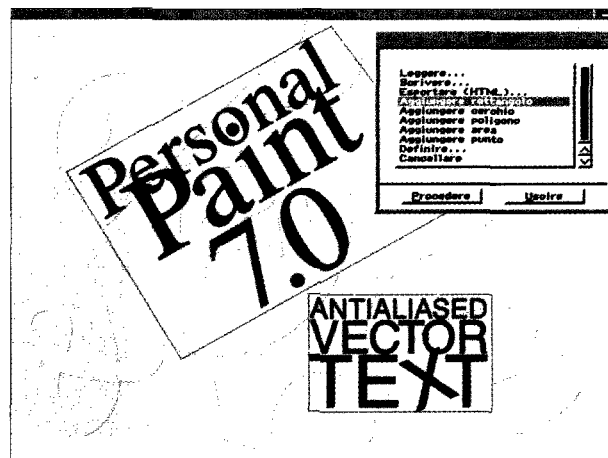 Personal
Paint
7.0
Leggere...
Scrivere...
Esportare (HTML)...
Aggiungere rettangolo
Aggiungere cerchio
Aggiungere poligono
Aggiungere area
Aggiungere punto
Definire...
Cancellare
Procedere
Uscire
ANTIALIASED
VECTOR
TEXT